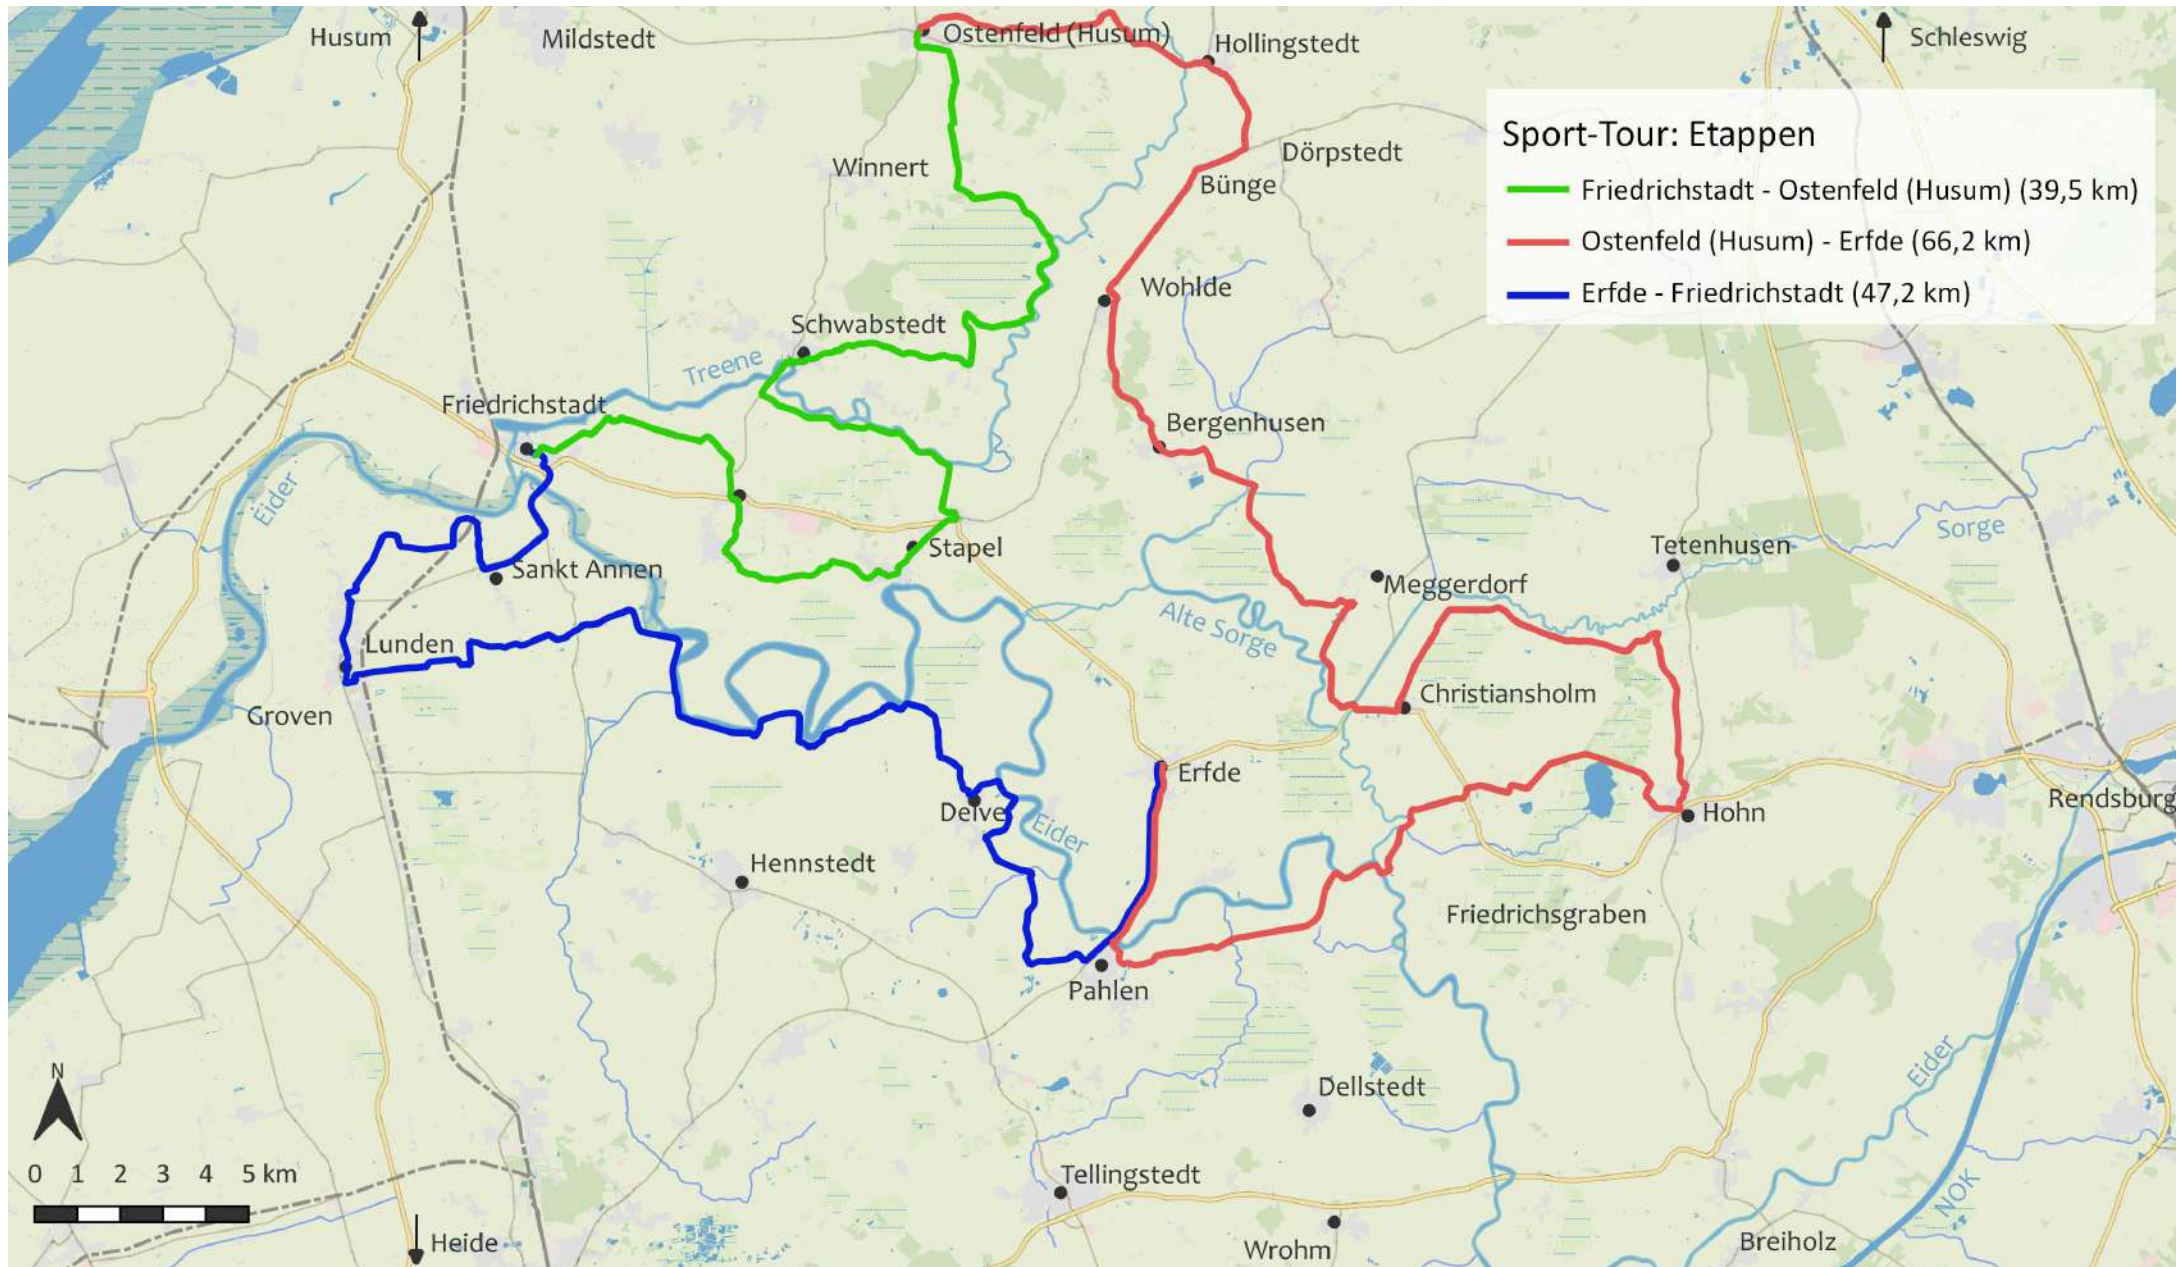 Husum
Mildstedt
Ostenfeld (Husum)
Hollingstedt
Schleswig
Sport-Tour: Etappen
Friedrichstadt - Ostenfeld (Husum) (39,5 km)
Ostenfeld (Husum) - Erfde (66,2 km)
Erfde - Friedrichstadt (47,2 km)
Winnert
Dörpstedt
Bünge
Wohlde
Schwabstedt
Treene
Friedrichstadt
Bergenhusen
Eider
Stapel
Sankt Annen
Sorge
Tetenhusen
Meggerdorf
Alte Sorge
Lunden
Christiansholm
Groven
Erfde
Delve
Eider
Hohn
Rendsburg
Hennstedt
Friedrichsgraben
Pahlen
N
Dellstedt
Eider
0 1 2 3 4 5 km
Tellingstedt
NOK
Heide
Wrohm
Breiholz